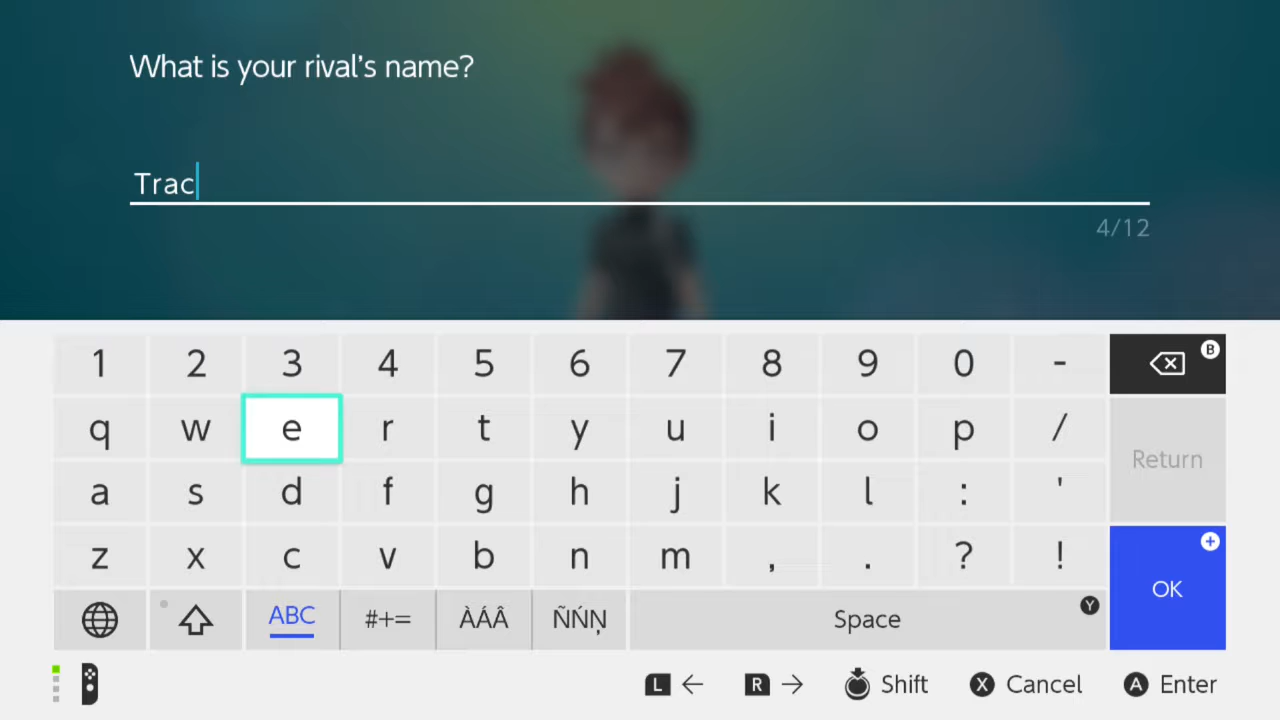 What is your rival's name?
Trac
4/12
1 2 3 4 5 6 7 8 9 0 -
B
q w e r t y u i o p /
Return
a s d f g h j k l : '
z x c v b n m , . ? !
+
OK
ABC #+= ÀÁÂ ÑŃŅ Space Y
L ← R → Shift X Cancel A Enter